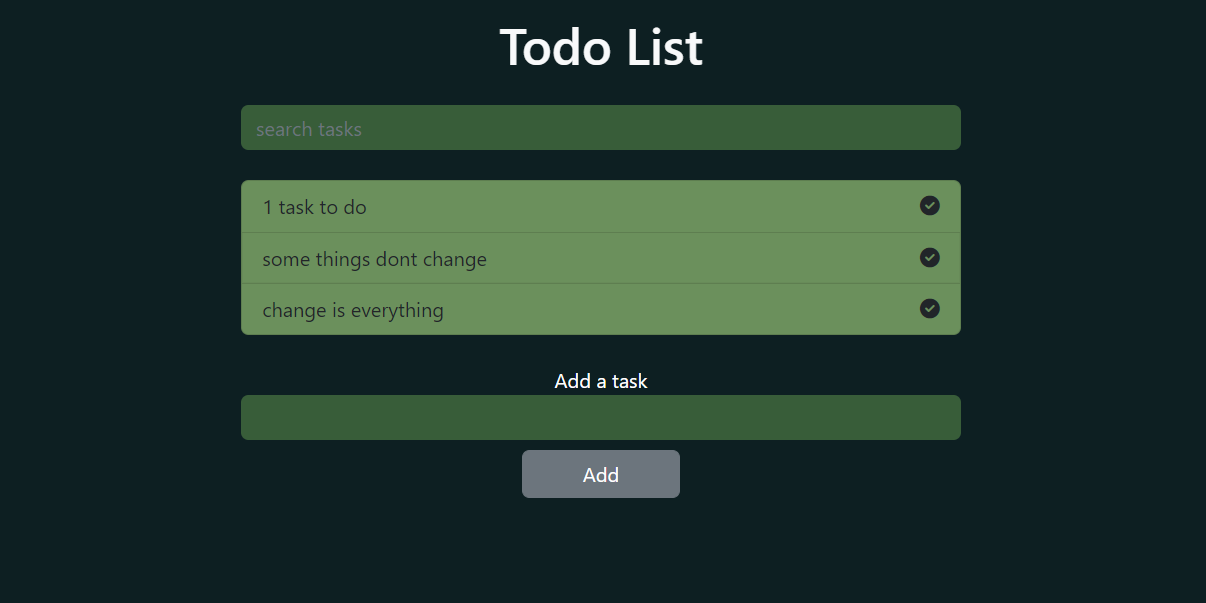 Todo List
search tasks
1 task to do
some things dont change
change is everything
Add a task
Add